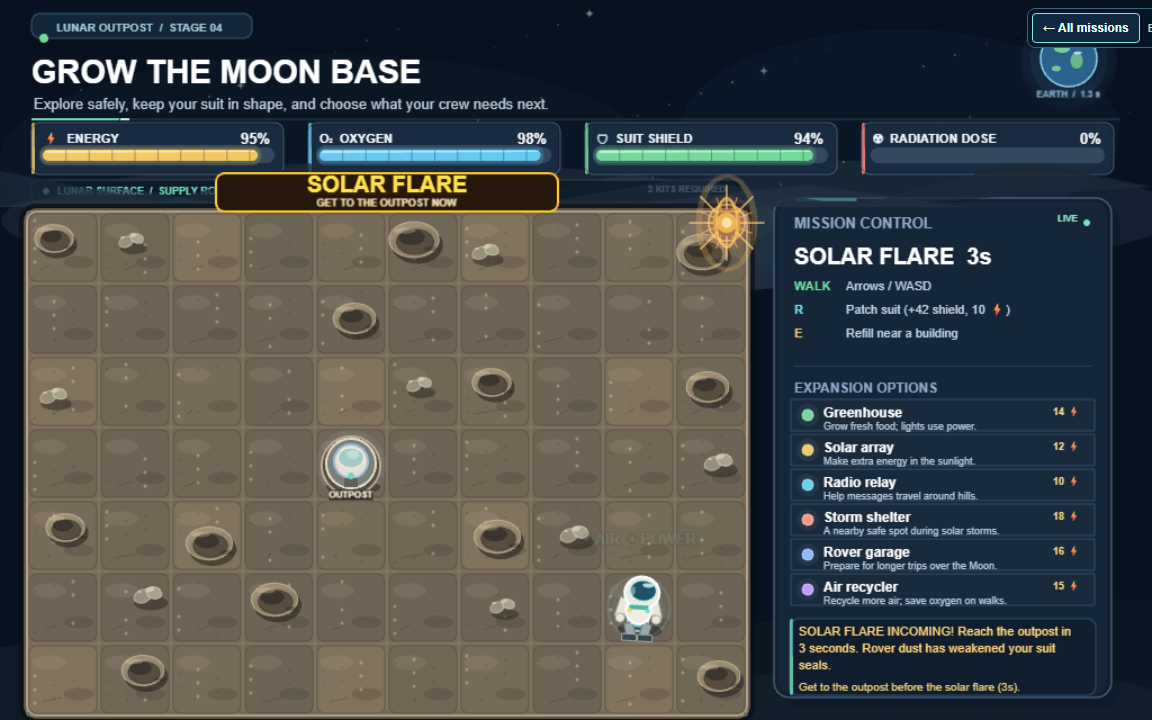 LUNAR OUTPOST / STAGE 04
← All missions
GROW THE MOON BASE
Explore safely, keep your suit in shape, and choose what your crew needs next.
EARTH / 1.3 s
ENERGY 95%
O₂ OXYGEN 98%
SUIT SHIELD 94%
RADIATION DOSE 0%
LUNAR SURFACE / SUPPLY
SOLAR FLARE
GET TO THE OUTPOST NOW
3 KITS REQUIRED
MISSION CONTROL
LIVE
SOLAR FLARE 3s
WALK Arrows / WASD
R Patch suit (+42 shield, 10 ⚡ )
E Refill near a building
EXPANSION OPTIONS
Greenhouse 14
Grow fresh food; lights use power.
Solar array 12
Make extra energy in the sunlight.
Radio relay 10
Help messages travel around hills.
Storm shelter 18
A nearby safe spot during solar storms.
Rover garage 16
Prepare for longer trips over the Moon.
Air recycler 15
Recycle more air; save oxygen on walks.
OUTPOST
AIR + POWER
SOLAR FLARE INCOMING! Reach the outpost in
3 seconds. Rover dust has weakened your suit
seals.
Get to the outpost before the solar flare (3s).